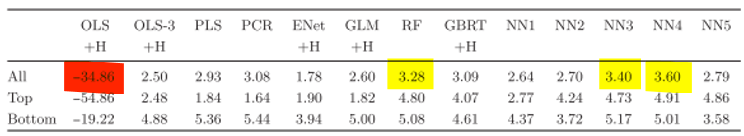 OLS OLS-3 PLS PCR ENet GLM RF GBRT NN1 NN2 NN3 NN4 NN5
+H +H +H +H +H
All –34.86 2.50 2.93 3.08 1.78 2.60 3.28 3.09 2.64 2.70 3.40 3.60 2.79
Top –54.86 2.48 1.84 1.64 1.90 1.82 4.80 4.07 2.77 4.24 4.73 4.91 4.86
Bottom –19.22 4.88 5.36 5.44 3.94 5.00 5.08 4.61 4.37 3.72 5.17 5.01 3.58